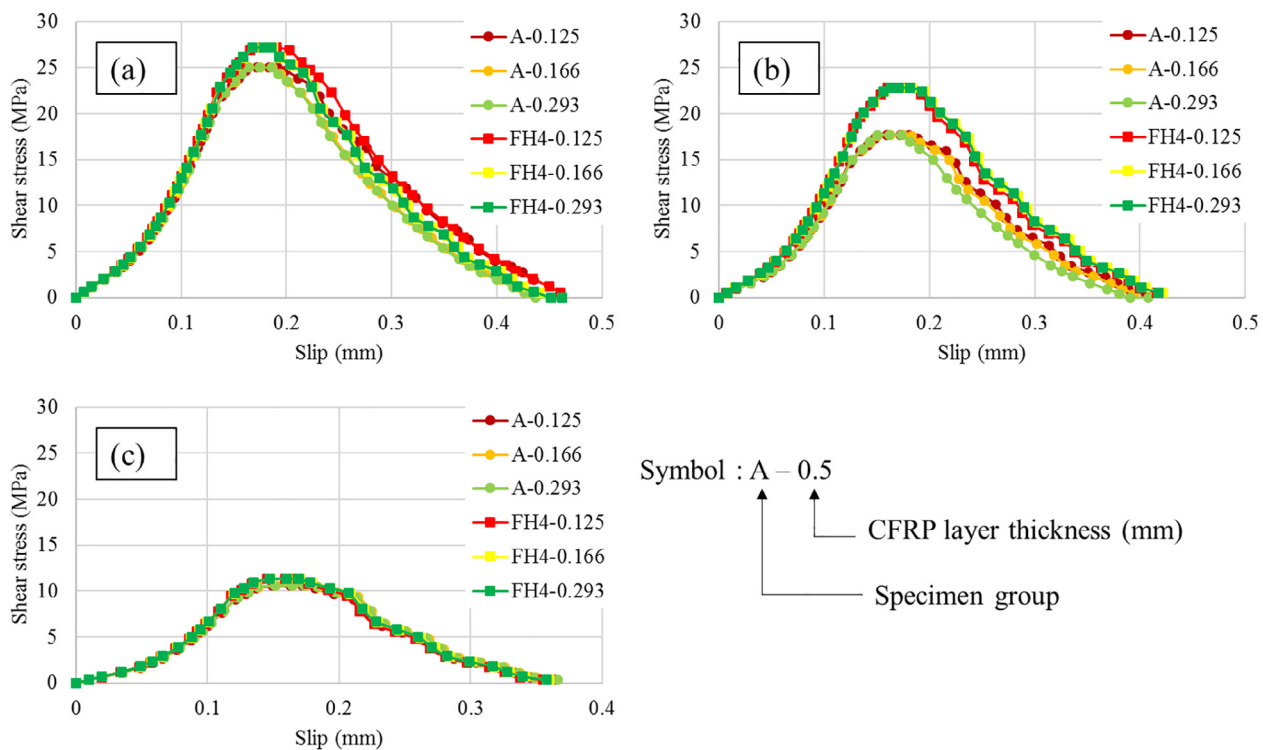 30
25
20
15
10
5
0
Shear stress (MPa)
(a)
A-0.125
A-0.166
A-0.293
FH4-0.125
FH4-0.166
FH4-0.293
0 0.1 0.2 0.3 0.4 0.5
Slip (mm)
30
25
20
15
10
5
0
Shear stress (MPa)
(b)
A-0.125
A-0.166
A-0.293
FH4-0.125
FH4-0.166
FH4-0.293
0 0.1 0.2 0.3 0.4 0.5
Slip (mm)
30
25
20
15
10
5
0
Shear stress (MPa)
(c)
A-0.125
A-0.166
A-0.293
FH4-0.125
FH4-0.166
FH4-0.293
0 0.1 0.2 0.3 0.4
Slip (mm)
Symbol : A – 0.5
CFRP layer thickness (mm)
Specimen group